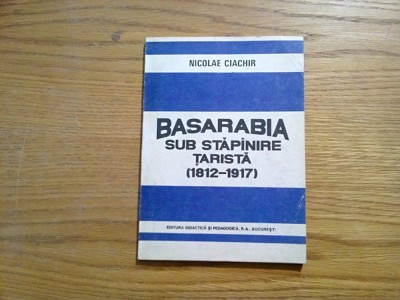 NICOLAE CIACHIR
BASARABIA
SUB STĂPÎNIRE
ȚARISTĂ
(1812–1917)
EDITURA DIDACTICĂ ȘI PEDAGOGICĂ, R.A., BUCUREȘTI